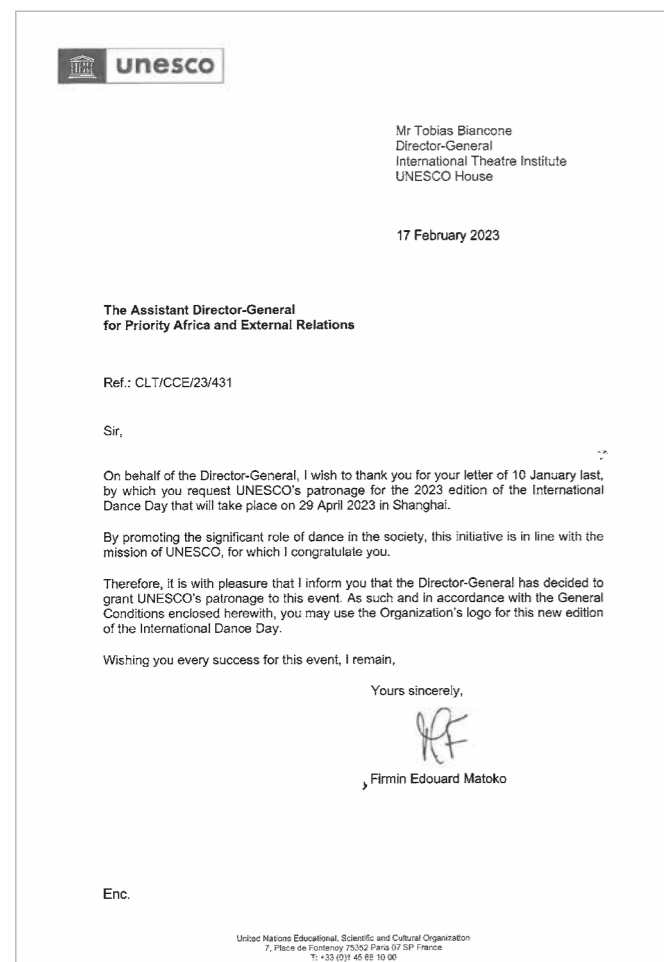 unesco
Mr Tobias Biancone
Director-General
International Theatre Institute
UNESCO House
17 February 2023
The Assistant Director-General
for Priority Africa and External Relations
Ref.: CLT/CCE/23/431
Sir,
On behalf of the Director-General, I wish to thank you for your letter of 10 January last,
by which you request UNESCO's patronage for the 2023 edition of the International
Dance Day that will take place on 29 April 2023 in Shanghai.
By promoting the significant role of dance in the society, this initiative is in line with the
mission of UNESCO, for which I congratulate you.
Therefore, it is with pleasure that I inform you that the Director-General has decided to
grant UNESCO's patronage to this event. As such and in accordance with the General
Conditions enclosed herewith, you may use the Organization's logo for this new edition
of the International Dance Day.
Wishing you every success for this event, I remain,
Yours sincerely,
Firmin Edouard Matoko
Enc.
United Nations Educational, Scientific and Cultural Organization
7, Place de Fontenoy 75352 Paris 07 SP France
T: +33 (0)1 45 68 10 00